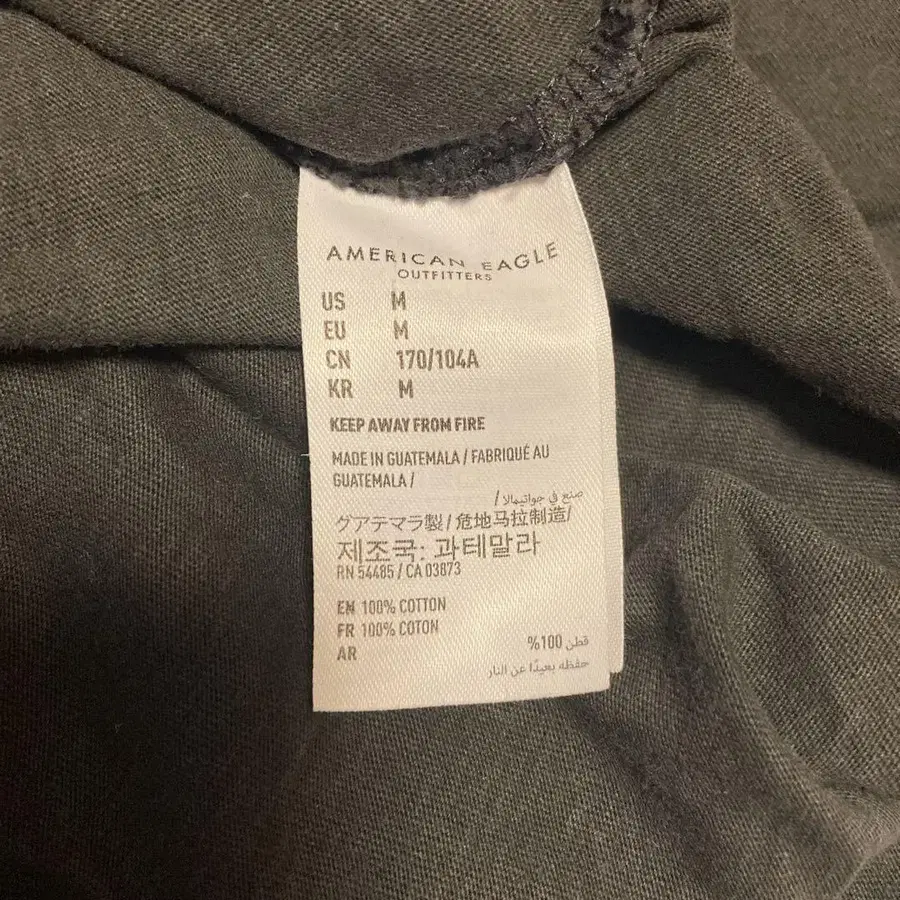 AMERICAN EAGLE
OUTFITTERS
US M
EU M
CN 170/104A
KR M
KEEP AWAY FROM FIRE
MADE IN GUATEMALA / FABRIQUÉ AU
GUATEMALA /
صنع في جواتيمالا /
グアテマラ製 / 危地马拉制造/
제조국: 과테말라
RN 54485 / CA 03873
EN 100% COTTON
FR 100% COTON
AR قطن 100%
حفظه بعيدًا عن النار